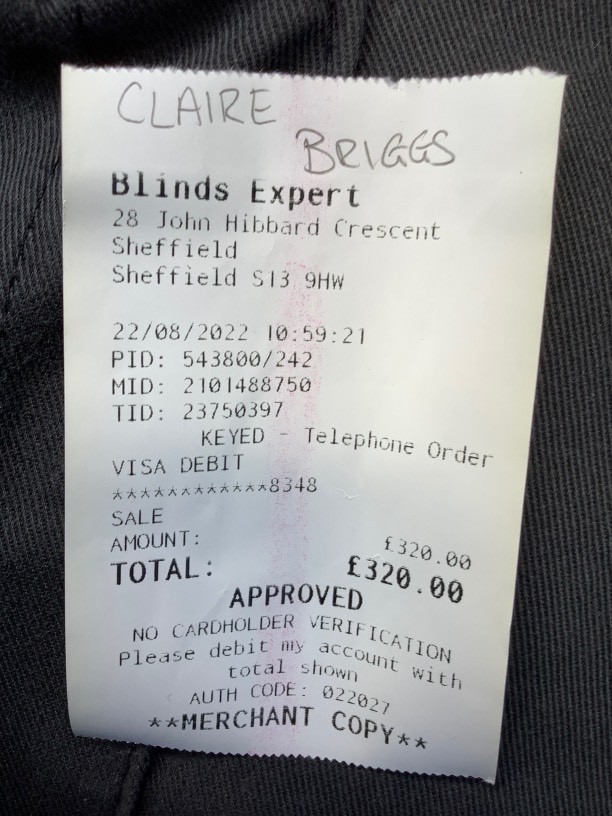 CLAIRE
BRIGGS
Blinds Expert
28 John Hibbard Crescent
Sheffield
Sheffield S13 9HW
22/08/2022 10:59:21
PID: 543800/242
MID: 2101488750
TID: 23750397
KEYED - Telephone Order
VISA DEBIT
************8348
SALE
AMOUNT: £320.00
TOTAL: £320.00
APPROVED
NO CARDHOLDER VERIFICATION
Please debit my account with
total shown
AUTH CODE: 022027
**MERCHANT COPY**